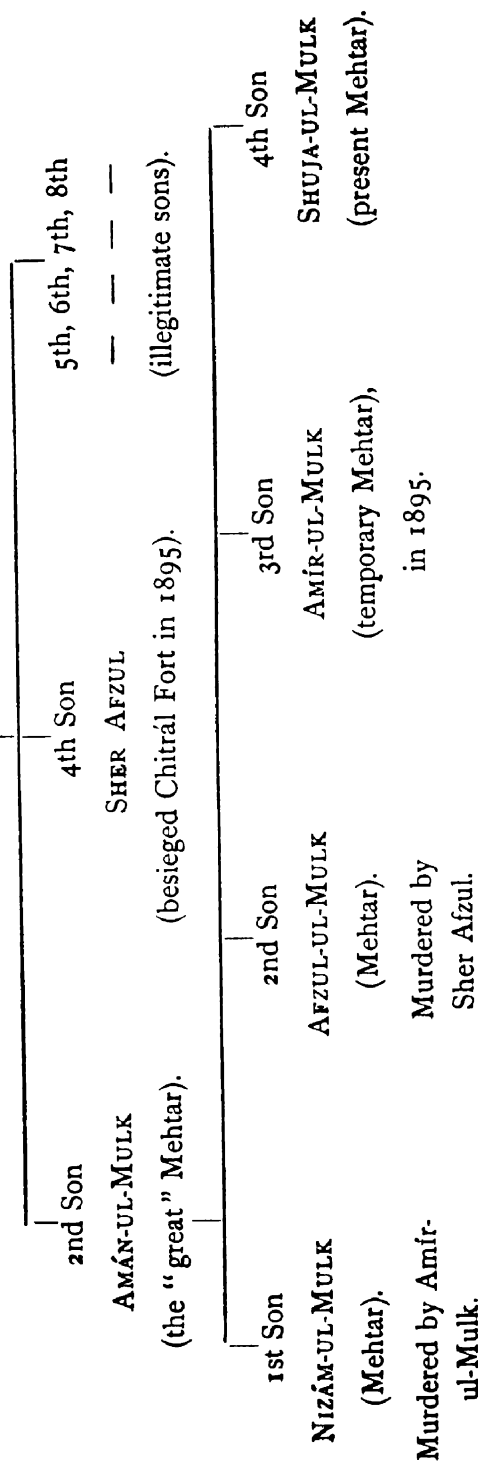 2nd Son
AMÁN-UL-MULK
(the “great” Mehtar).
4th Son
SHER AFZUL
(besieged Chitrál Fort in 1895).
5th, 6th, 7th, 8th
— — — —
(illegitimate sons).
1st Son
NIZÁM-UL-MULK
(Mehtar).
Murdered by Amír-
ul-Mulk.
2nd Son
AFZUL-UL-MULK
(Mehtar).
Murdered by
Sher Afzul.
3rd Son
AMÍR-UL-MULK
(temporary Mehtar),
in 1895.
4th Son
SHUJA-UL-MULK
(present Mehtar).